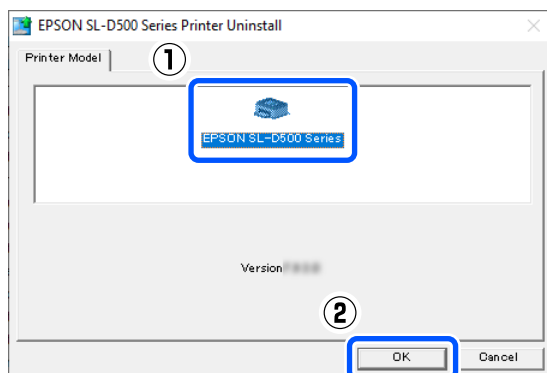 EPSON SL-D500 Series Printer Uninstall
Printer Model
①
EPSON SL-D500 Series
Version
②
OK
Cancel